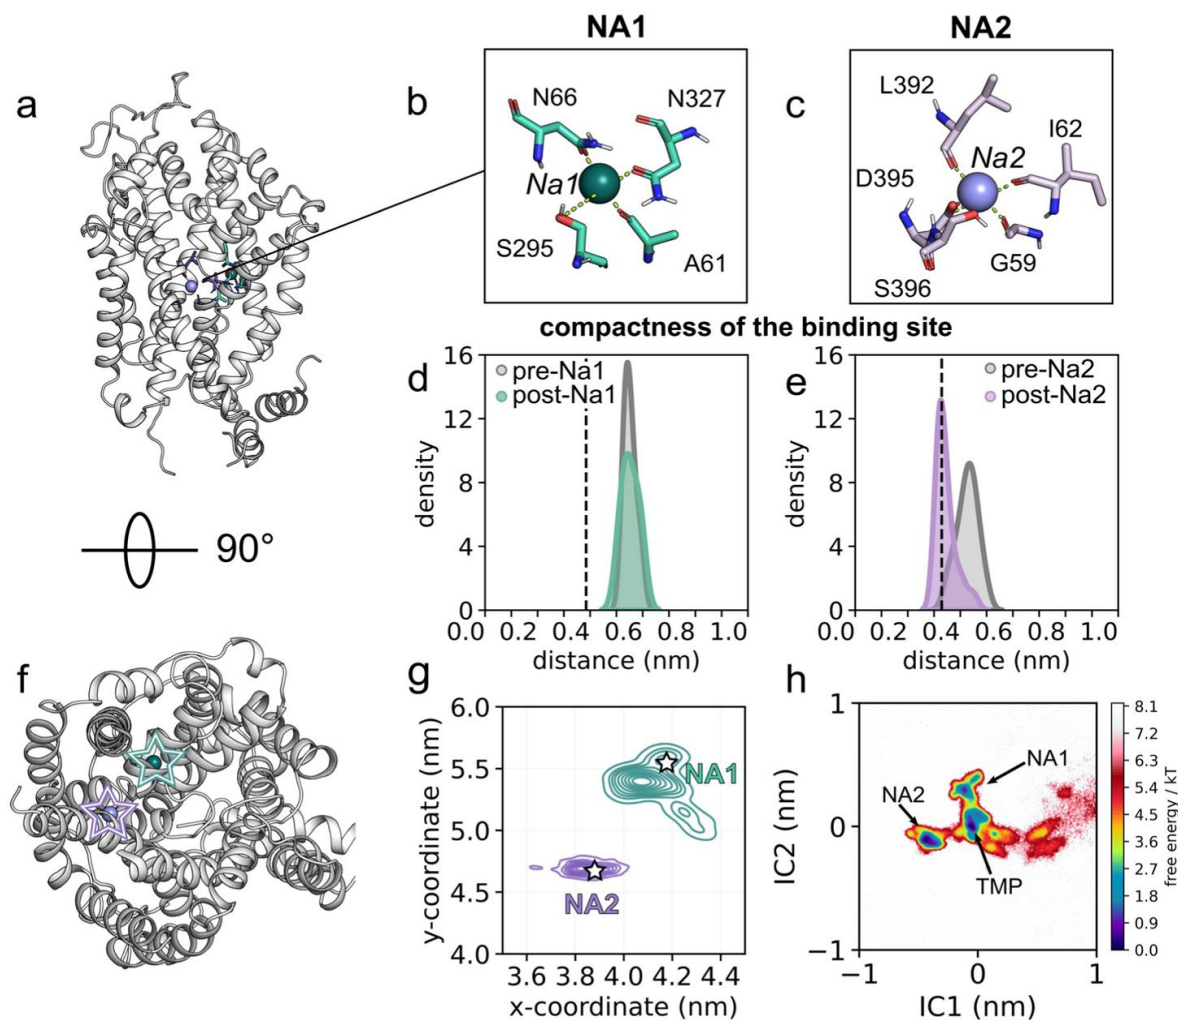 NA1
NA2
a
b
N66
N327
Na1
S295
A61
c
L392
I62
Na2
D395
G59
S396
compactness of the binding site
d
pre-Na1
post-Na1
16
12
8
4
0
density
0.0 0.2 0.4 0.6 0.8 1.0
distance (nm)
e
pre-Na2
post-Na2
16
12
8
4
0
density
0.0 0.2 0.4 0.6 0.8 1.0
distance (nm)
90°
f
g
6.0
5.5
5.0
4.5
4.0
y-coordinate (nm)
NA1
NA2
3.6 3.8 4.0 4.2 4.4
x-coordinate (nm)
h
1
0
−1
IC2 (nm)
NA1
NA2
TMP
−1 0 1
IC1 (nm)
8.1
7.2
6.3
5.4
4.5
3.6
2.7
1.8
0.9
0.0
free energy / kT